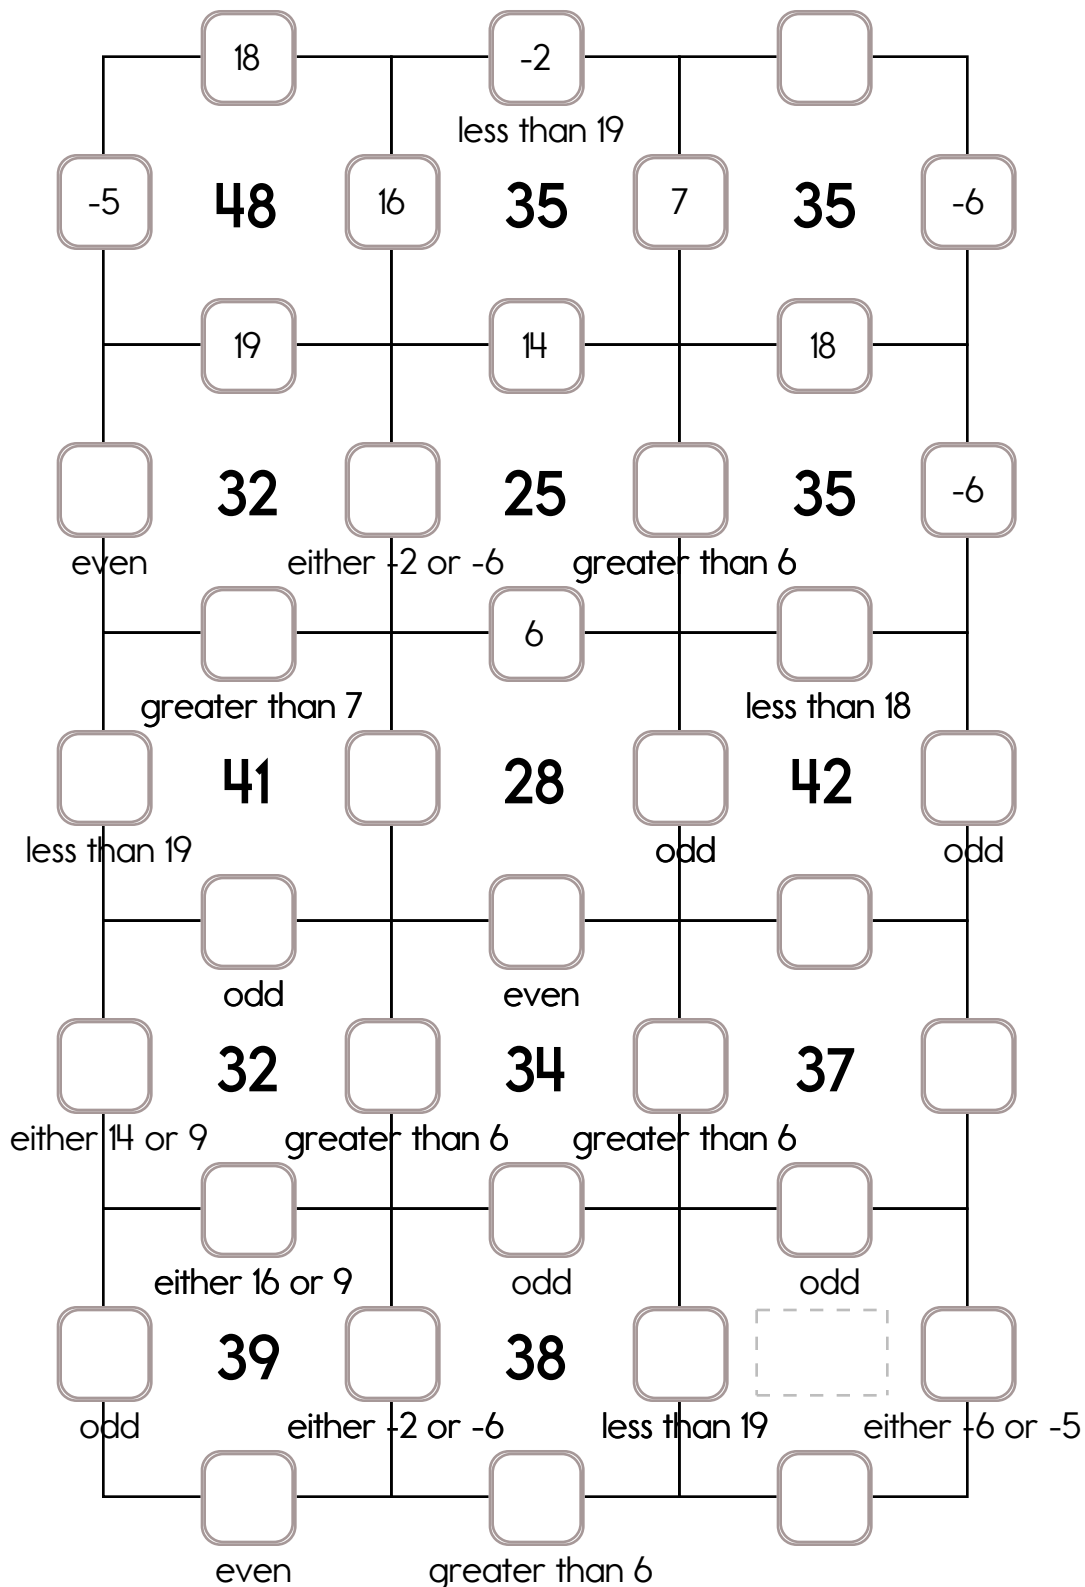 18 -2
less than 19
-5 48 16 35 7 35 -6
19 14 18
32 25 35 -6
even either -2 or -6 greater than 6
6
greater than 7 less than 18
41 28 42
less than 19 odd odd
odd even
32 34 37
either 14 or 9 greater than 6 greater than 6
either 16 or 9 odd odd
39 38
odd either -2 or -6 less than 19 either -6 or -5
even greater than 6